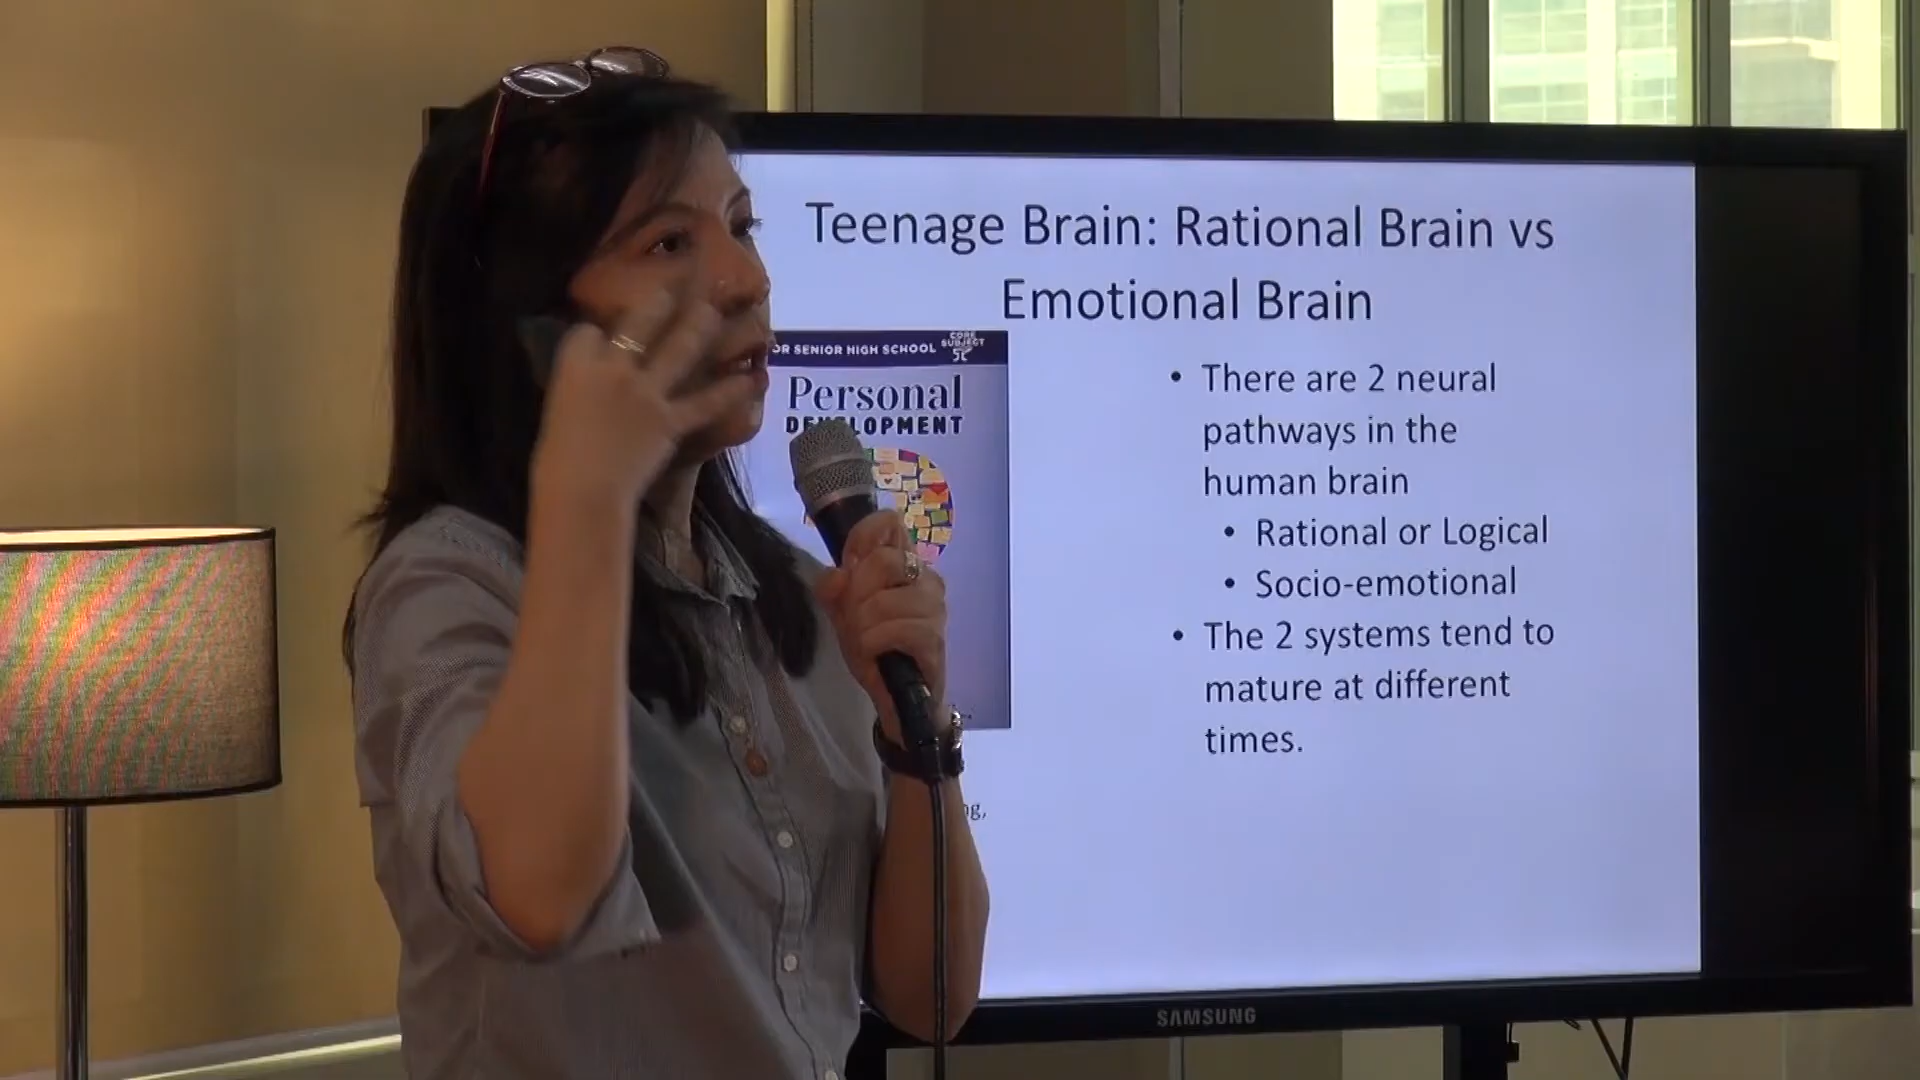 Teenage Brain: Rational Brain vs
Emotional Brain
OR SENIOR HIGH SCHOOL
CORE
SUBJECT
Personal
DEVELOPMENT
• There are 2 neural
pathways in the
human brain
• Rational or Logical
• Socio-emotional
• The 2 systems tend to
mature at different
times.
SAMSUNG